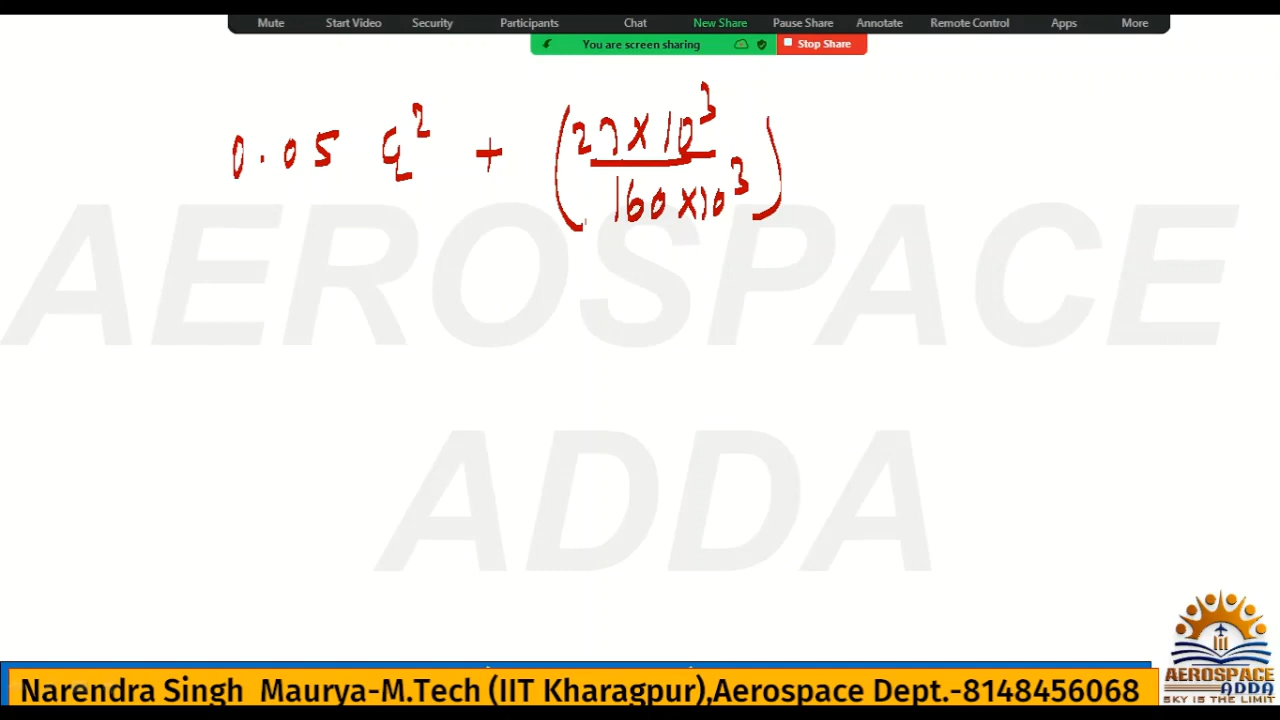 Mute Start Video Security Participants Chat New Share Pause Share Annotate Remote Control Apps More
You are screen sharing Stop Share
0.05 q² + (27×10³ / 160×10³)
AEROSPACE
ADDA
AEROSPACE
ADDA
SKY IS THE LIMIT
Narendra Singh Maurya-M.Tech (IIT Kharagpur),Aerospace Dept.-8148456068